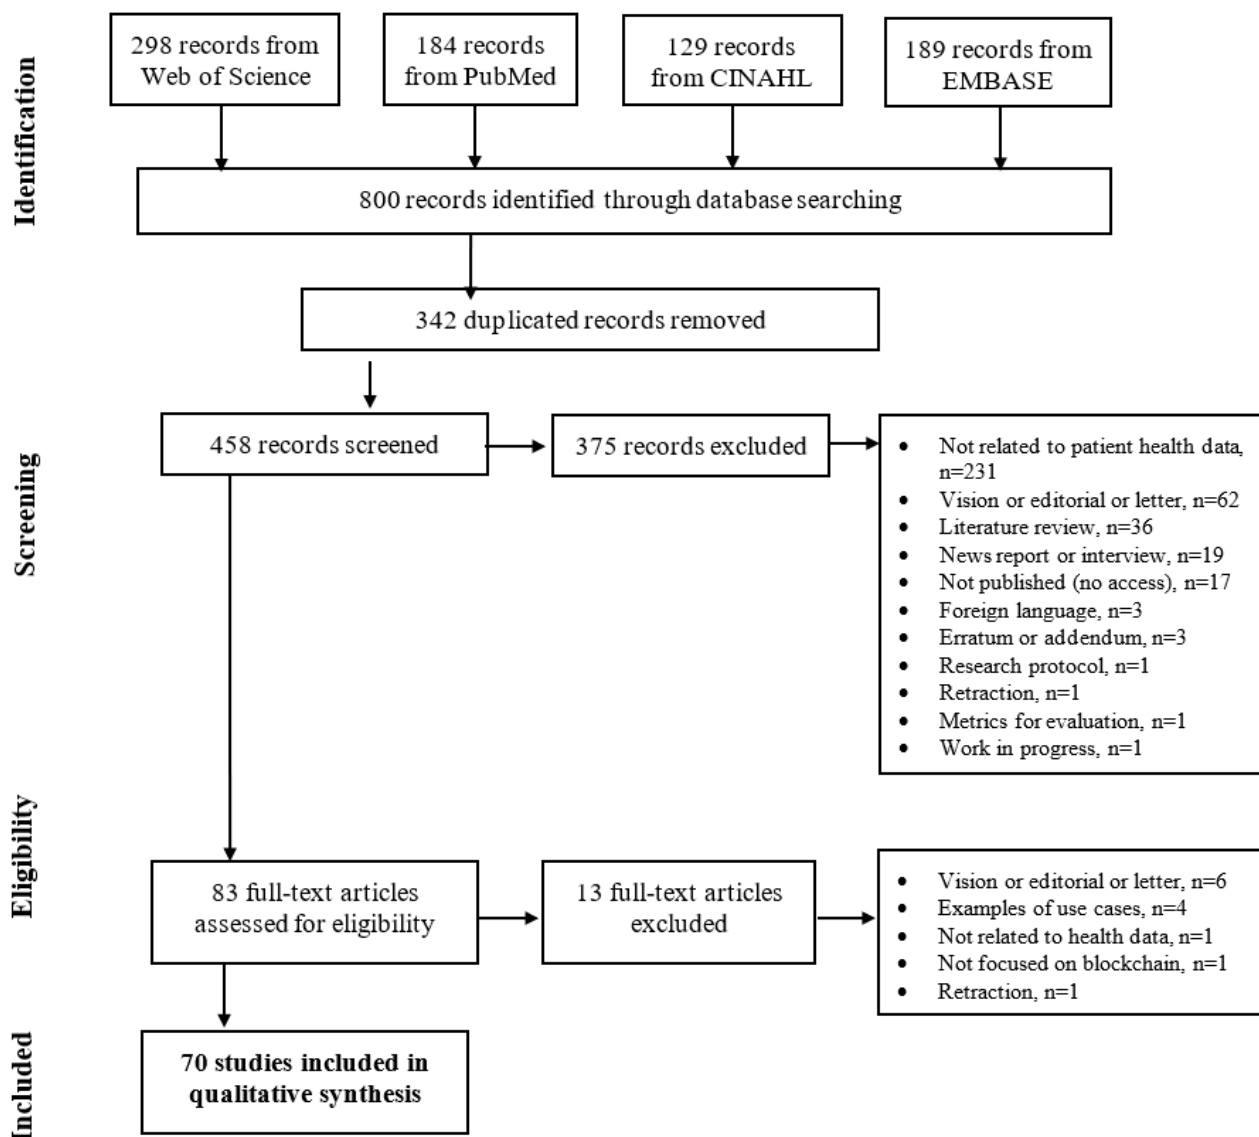 Identification
298 records from
Web of Science
184 records
from PubMed
129 records
from CINAHL
189 records from
EMBASE
800 records identified through database searching
342 duplicated records removed
Screening
458 records screened
375 records excluded
• Not related to patient health data,
n=231
• Vision or editorial or letter, n=62
• Literature review, n=36
• News report or interview, n=19
• Not published (no access), n=17
• Foreign language, n=3
• Erratum or addendum, n=3
• Research protocol, n=1
• Retraction, n=1
• Metrics for evaluation, n=1
• Work in progress, n=1
Eligibility
83 full-text articles
assessed for eligibility
13 full-text articles
excluded
• Vision or editorial or letter, n=6
• Examples of use cases, n=4
• Not related to health data, n=1
• Not focused on blockchain, n=1
• Retraction, n=1
Included
70 studies included in
qualitative synthesis